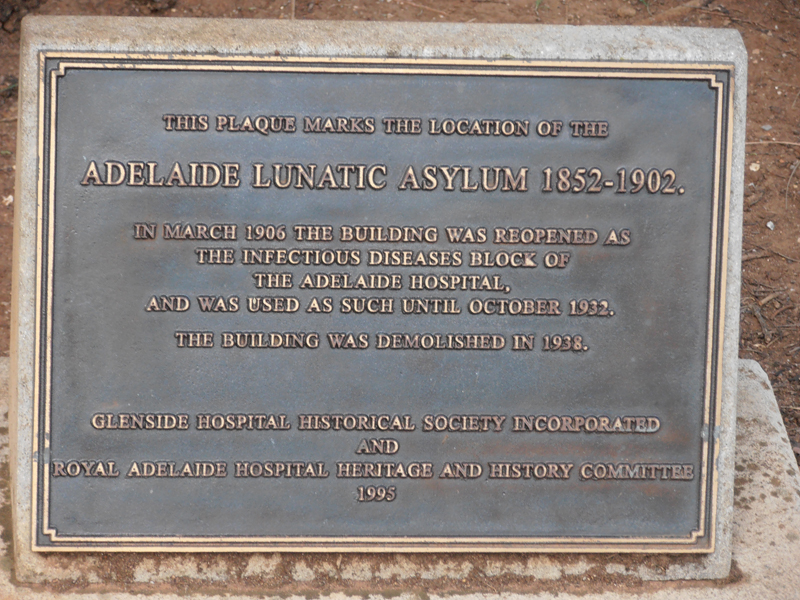 THIS PLAQUE MARKS THE LOCATION OF THE
ADELAIDE LUNATIC ASYLUM 1852-1902.
IN MARCH 1906 THE BUILDING WAS REOPENED AS
THE INFECTIOUS DISEASES BLOCK OF
THE ADELAIDE HOSPITAL,
AND WAS USED AS SUCH UNTIL OCTOBER 1932.
THE BUILDING WAS DEMOLISHED IN 1938.
GLENSIDE HOSPITAL HISTORICAL SOCIETY INCORPORATED
AND
ROYAL ADELAIDE HOSPITAL HERITAGE AND HISTORY COMMITTEE
1995